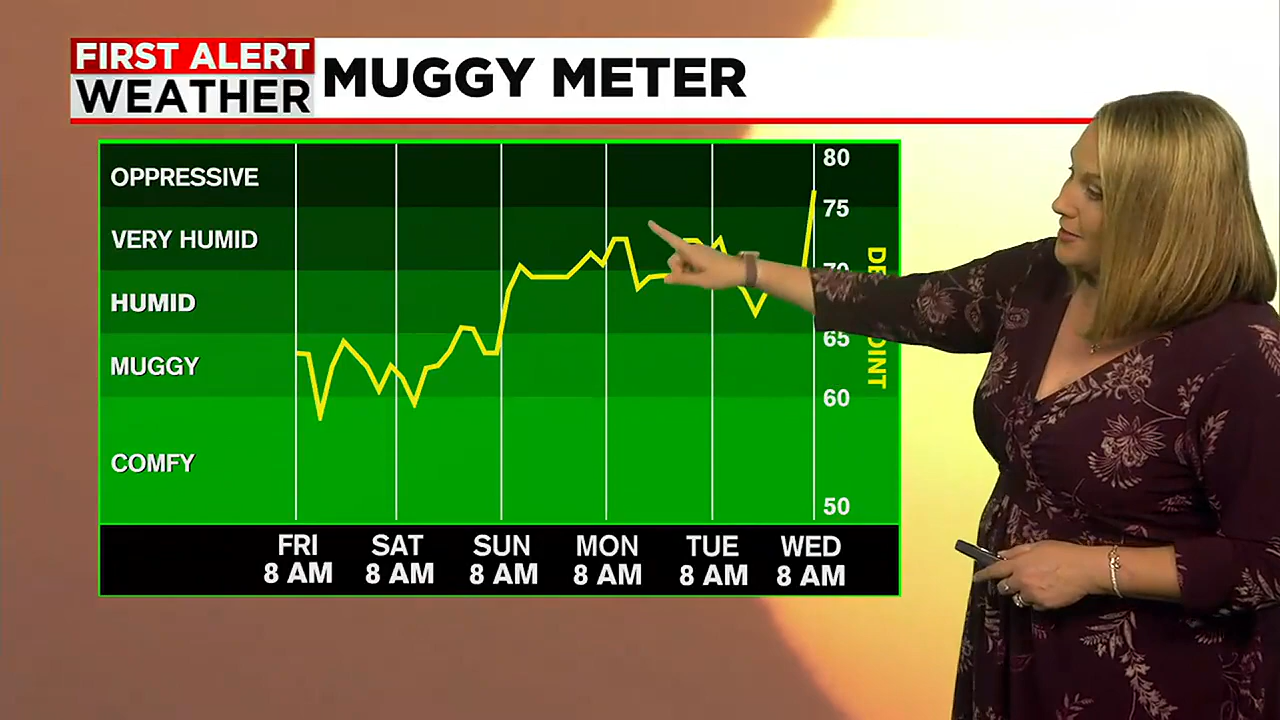 FIRST ALERT
WEATHER
MUGGY METER
OPPRESSIVE
VERY HUMID
HUMID
MUGGY
COMFY
80
75
70
65
60
50
FRI
8 AM
SAT
8 AM
SUN
8 AM
MON
8 AM
TUE
8 AM
WED
8 AM